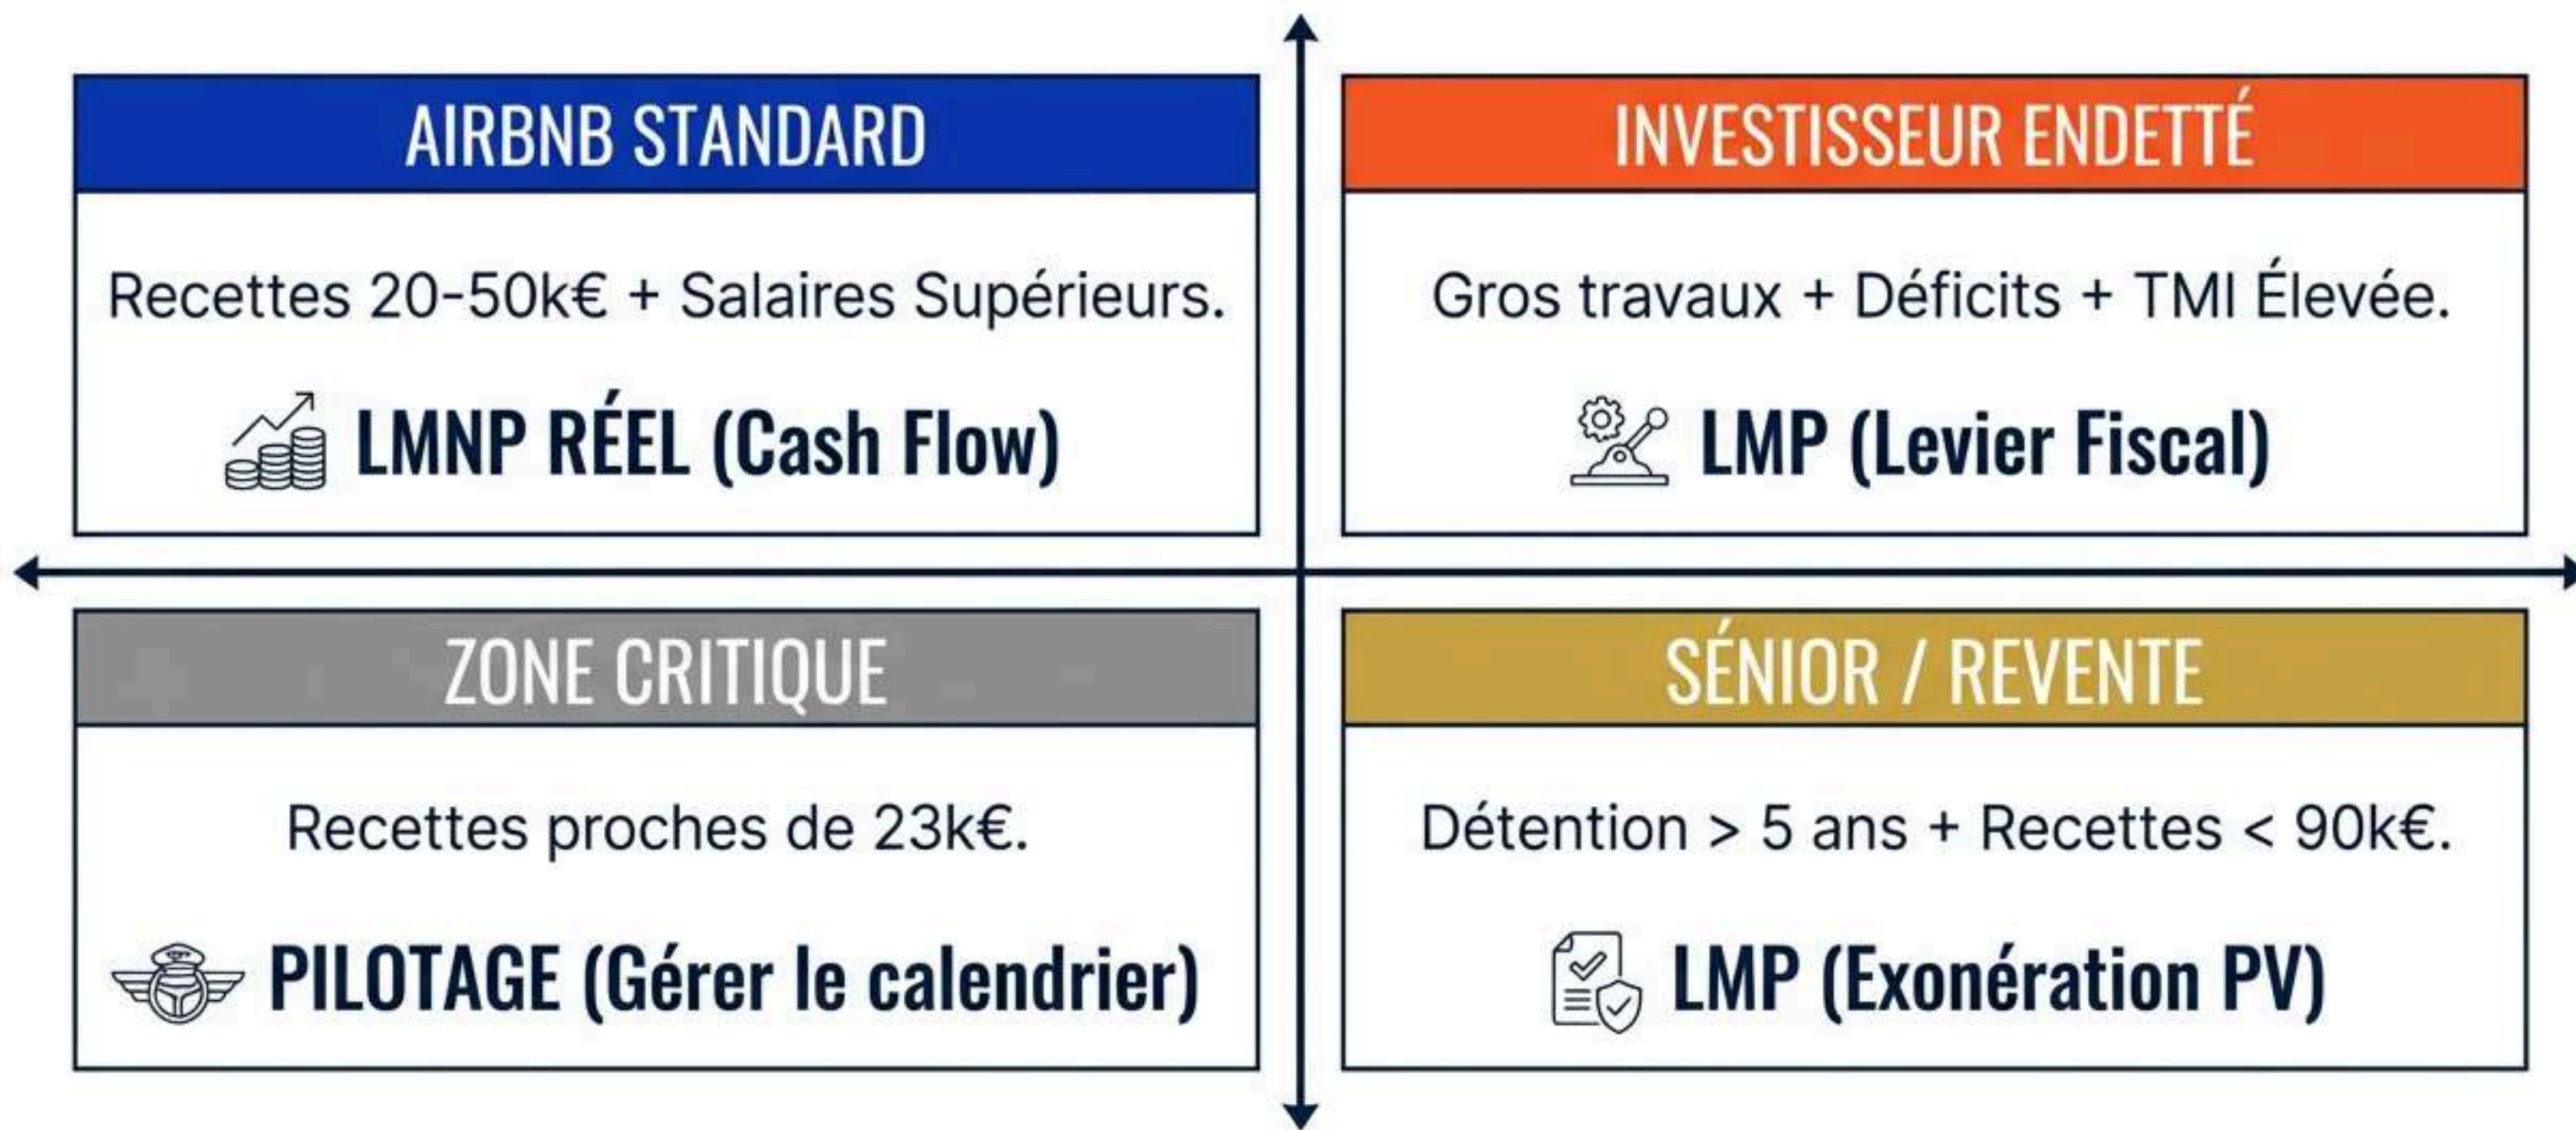 AIRBNB STANDARD
Recettes 20-50k€ + Salaires Supérieurs.
LMNP RÉEL (Cash Flow)
INVESTISSEUR ENDETTÉ
Gros travaux + Déficits + TMI Élevée.
LMP (Levier Fiscal)
ZONE CRITIQUE
Recettes proches de 23k€.
PILOTAGE (Gérer le calendrier)
SÉNIOR / REVENTE
Détention > 5 ans + Recettes < 90k€.
LMP (Exonération PV)